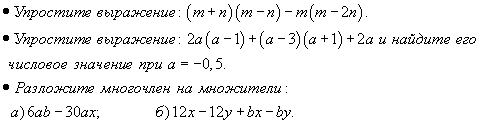 • Упростите выражение: (m+n)(m−n)−m(m−2n).
• Упростите выражение: 2a(a−1)+(a−3)(a+1)+2a и найдите его
числовое значение при a = −0,5.
• Разложите многочлен на множители:
а) 6ab−30ax; б) 12x−12y+bx−by.